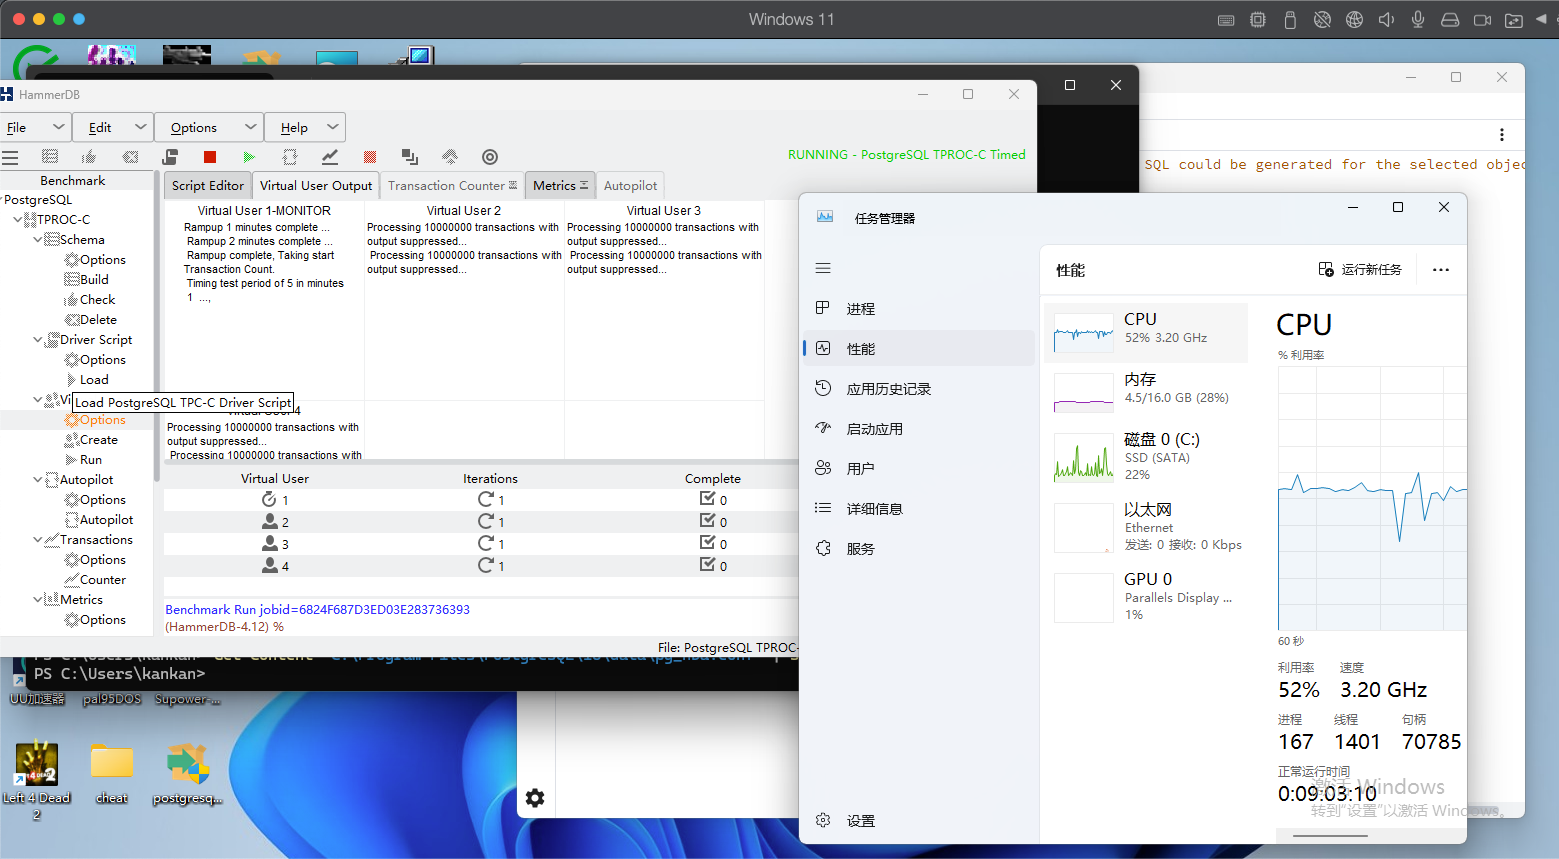 Windows 11
HammerDB
File
Edit
Options
Help
RUNNING - PostgreSQL TPROC-C Timed
Benchmark
PostgreSQL
TPROC-C
Schema
Options
Build
Check
Delete
Driver Script
Options
Load
Load PostgreSQL TPC-C Driver Script
Options
Create
Run
Autopilot
Options
Autopilot
Transactions
Options
Counter
Metrics
Options
Script Editor
Virtual User Output
Transaction Counter
Metrics
Autopilot
Virtual User 1-MONITOR
Rampup 1 minutes complete ...
Rampup 2 minutes complete ...
Rampup complete, Taking start
Transaction Count.
Timing test period of 5 in minutes
1 ...,
Virtual User 2
Processing 10000000 transactions with
output suppressed...
Processing 10000000 transactions with
output suppressed...
Virtual User 3
Processing 10000000 transactions with
output suppressed...
Processing 10000000 transactions with
output suppressed...
Virtual User 4
Processing 10000000 transactions with
output suppressed...
Processing 10000000 transactions with
Virtual User Iterations Complete
1 1 0
2 1 0
3 1 0
4 1 0
Benchmark Run jobid=6824F687D3ED03E283736393
(HammerDB-4.12) %
File: PostgreSQL TPROC-
PS C:\Users\kankan>
SQL could be generated for the selected objec
任务管理器
进程
性能
应用历史记录
启动应用
用户
详细信息
服务
设置
性能
运行新任务
CPU
52% 3.20 GHz
内存
4.5/16.0 GB (28%)
磁盘 0 (C:)
SSD (SATA)
22%
以太网
Ethernet
发送: 0 接收: 0 Kbps
GPU 0
Parallels Display ...
1%
CPU
% 利用率
60 秒
利用率 速度
52% 3.20 GHz
进程 线程 句柄
167 1401 70785
正常运行时间
0:09:03:10
激活 Windows
转到“设置”以激活 Windows。
UU加速器
pal95DOS
Supower-...
Left 4 Dead
2
cheat
postgresq...